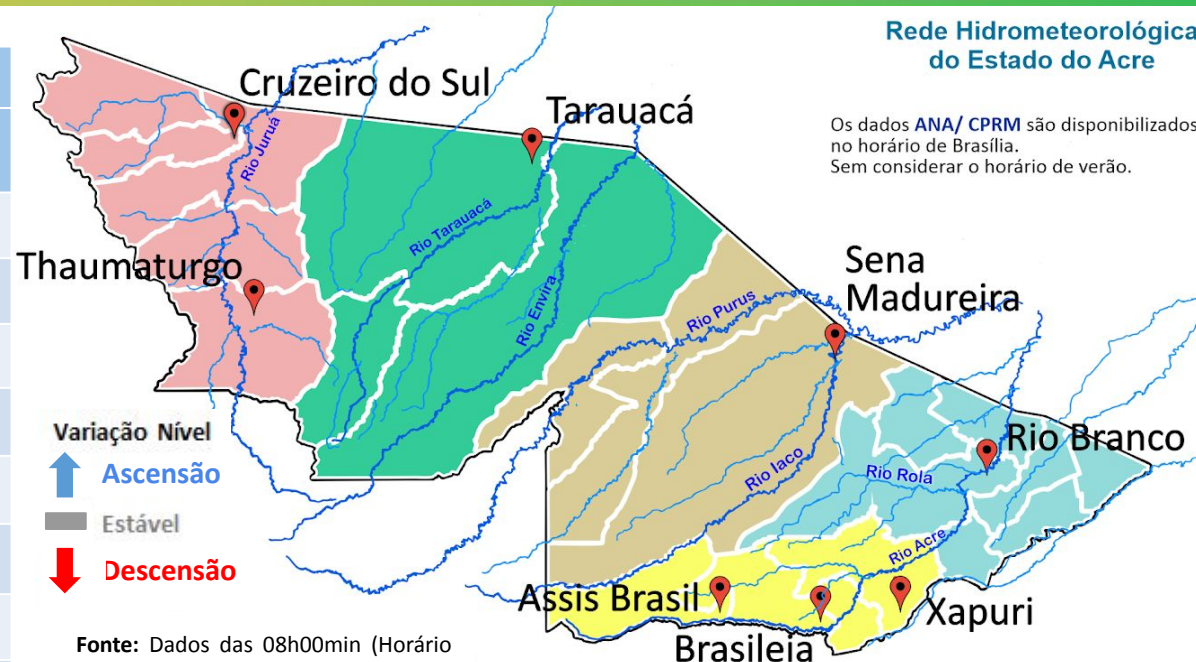 Rede Hidrometeorológica
do Estado do Acre
Os dados ANA/ CPRM são disponibilizados
no horário de Brasília.
Sem considerar o horário de verão.
Cruzeiro do Sul
Tarauacá
Rio Juruá
Rio Tarauacá
Thaumaturgo
Rio Envira
Sena
Madureira
Rio Purus
Rio Branco
Rio Iaco
Rio Rola
Rio Acre
Assis Brasil
Brasileia
Xapuri
Variação Nível
Ascensão
Estável
Descensão
Fonte: Dados das 08h00min (Horário